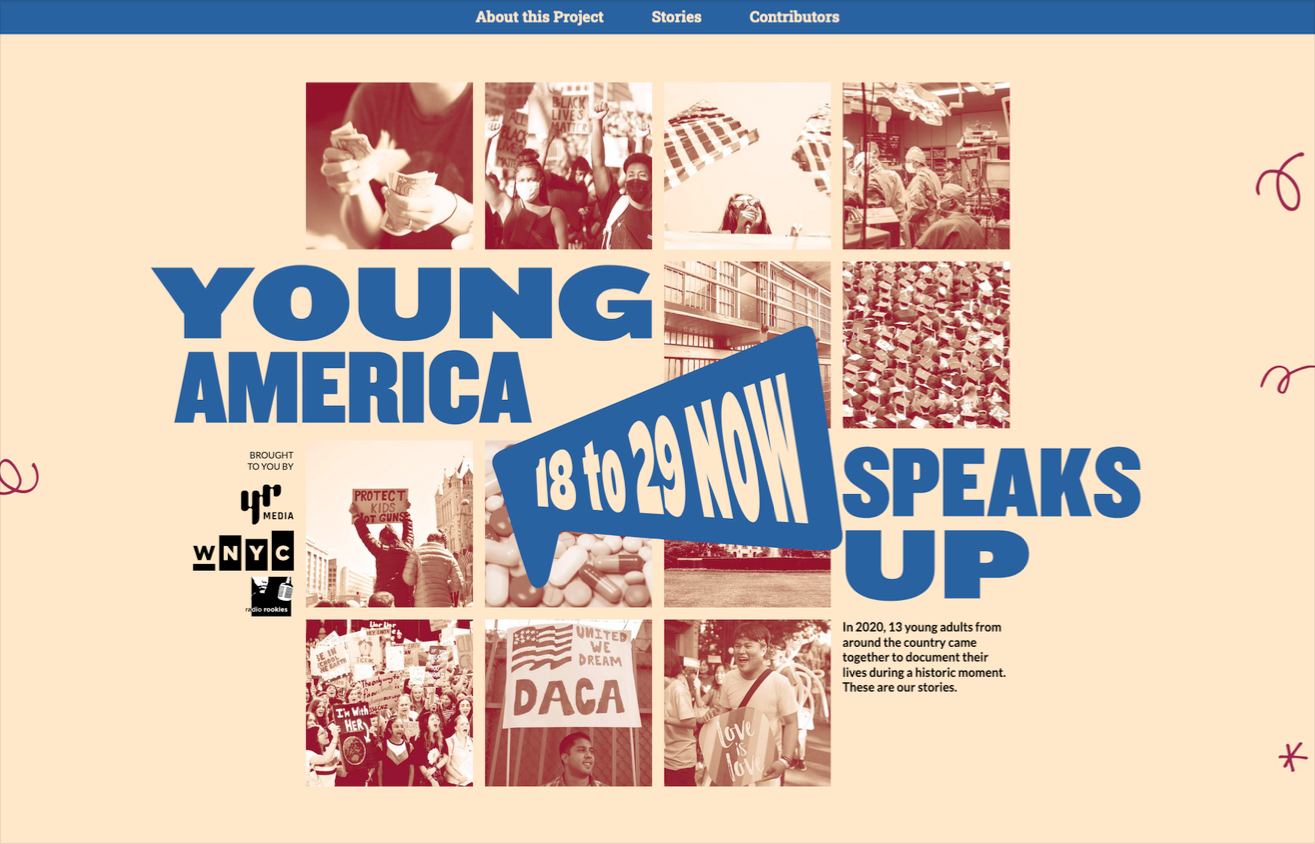 About this Project
Stories
Contributors
ALL
BLACK
LIVES
BLACK
LIVES
MATTER
YOUNG
AMERICA
18 to 29 NOW
SPEAKS
UP
BROUGHT
TO YOU BY
yr
MEDIA
WNYC
radio rookies
PROTECT
KIDS
NOT GUNS
In 2020, 13 young adults from
around the country came
together to document their
lives during a historic moment.
These are our stories.
I'm With
HER
UNITED
WE
DREAM
DACA
Love
is
love